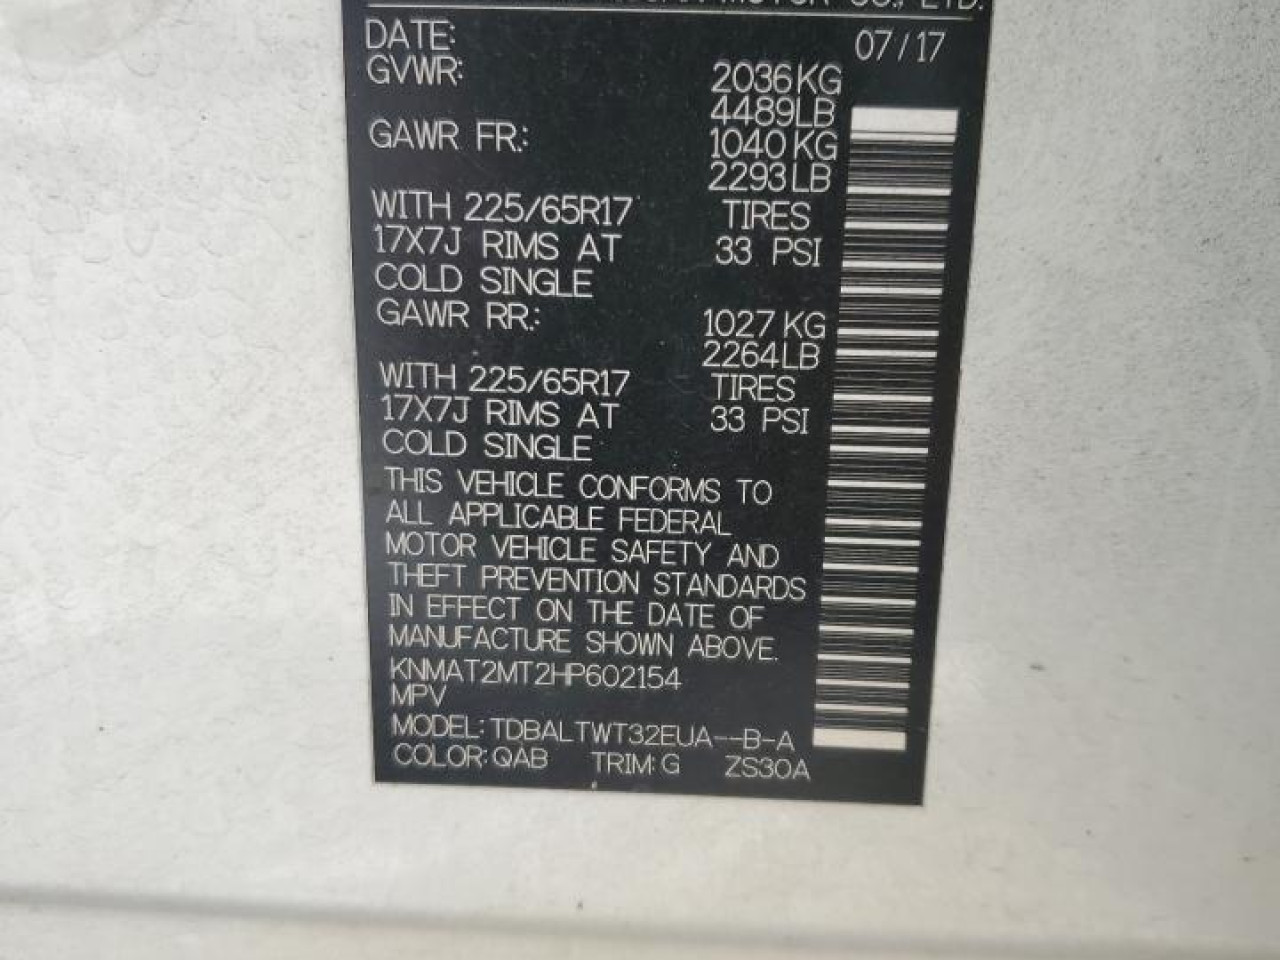 MOTOR CO., LTD.
DATE: 07/17
GVWR: 2036KG
4489LB
GAWR FR.: 1040KG
2293LB
WITH 225/65R17 TIRES
17X7J RIMS AT 33 PSI
COLD SINGLE
GAWR RR.: 1027KG
2264LB
WITH 225/65R17 TIRES
17X7J RIMS AT 33 PSI
COLD SINGLE
THIS VEHICLE CONFORMS TO
ALL APPLICABLE FEDERAL
MOTOR VEHICLE SAFETY AND
THEFT PREVENTION STANDARDS
IN EFFECT ON THE DATE OF
MANUFACTURE SHOWN ABOVE.
KNMAT2MT2HP602154
MPV
MODEL: TDBALTWT32EUA--B-A
COLOR: QAB TRIM: G ZS30A